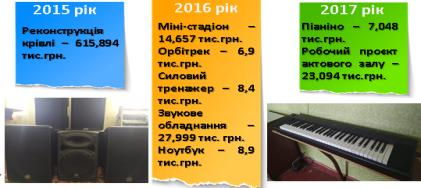 2015 рік
Реконструкція
крівлі – 615,894
тис.грн.
2016 рік
Міні-стадіон –
14,657 тис.грн.
Орбітрек – 6,9
тис.грн.
Силовий
тренажер – 8,4
тис.грн.
Звукове
обладнання –
27,999 тис.грн.
Ноутбук – 8,9
тис.грн.
2017 рік
Піаніно – 7,048
тис.грн.
Робочий проєкт
актового залу –
23,094 тис.грн.